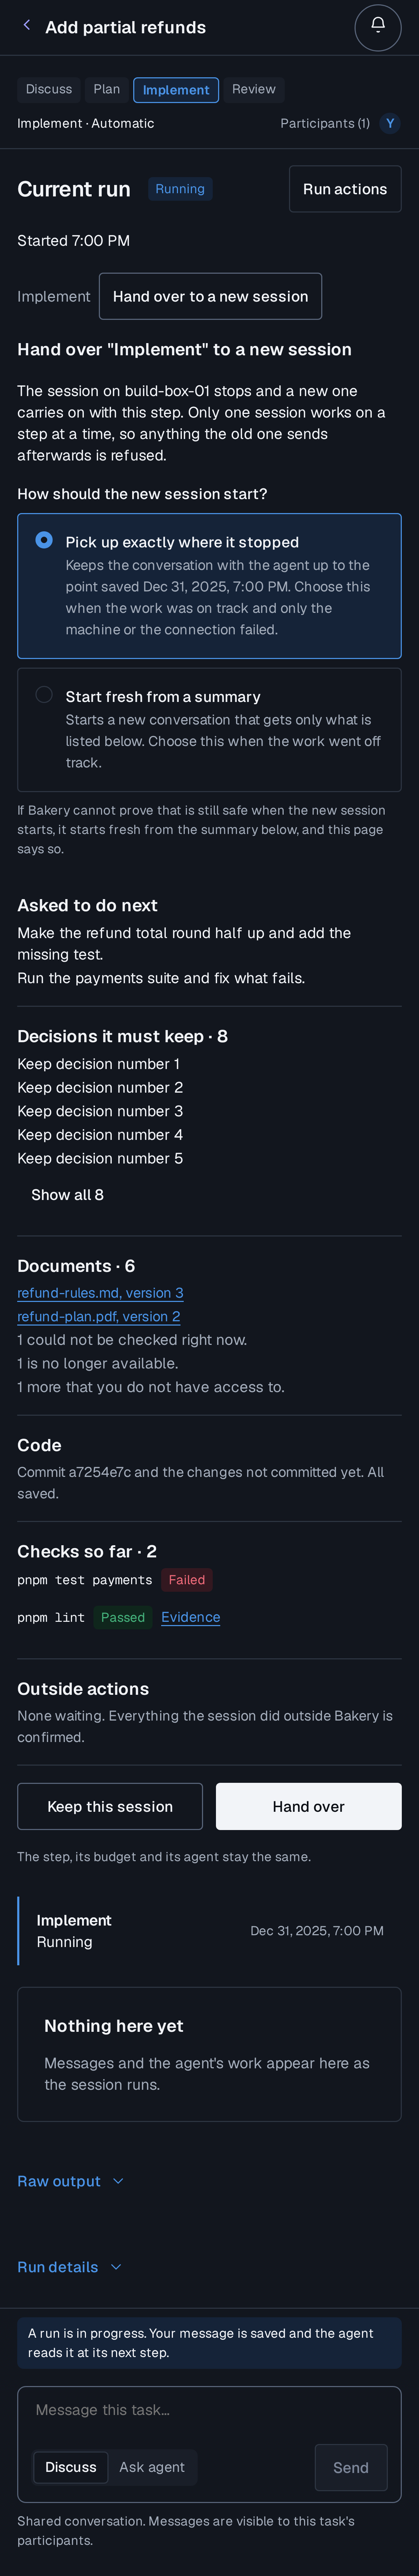 Add partial refunds
Discuss
Plan
Implement
Review
Implement · Automatic
Participants (1)
Y
Current run
Running
Run actions
Started 7:00 PM
Implement
Hand over to a new session
Hand over "Implement" to a new session
The session on build-box-01 stops and a new one
carries on with this step. Only one session works on a
step at a time, so anything the old one sends
afterwards is refused.
How should the new session start?
Pick up exactly where it stopped
Keeps the conversation with the agent up to the
point saved Dec 31, 2025, 7:00 PM. Choose this
when the work was on track and only the
machine or the connection failed.
Start fresh from a summary
Starts a new conversation that gets only what is
listed below. Choose this when the work went off
track.
If Bakery cannot prove that is still safe when the new session
starts, it starts fresh from the summary below, and this page
says so.
Asked to do next
Make the refund total round half up and add the
missing test.
Run the payments suite and fix what fails.
Decisions it must keep · 8
Keep decision number 1
Keep decision number 2
Keep decision number 3
Keep decision number 4
Keep decision number 5
Show all 8
Documents · 6
refund-rules.md, version 3
refund-plan.pdf, version 2
1 could not be checked right now.
1 is no longer available.
1 more that you do not have access to.
Code
Commit a7254e7c and the changes not committed yet. All
saved.
Checks so far · 2
pnpm test payments Failed
pnpm lint Passed Evidence
Outside actions
None waiting. Everything the session did outside Bakery is
confirmed.
Keep this session
Hand over
The step, its budget and its agent stay the same.
Implement
Running
Dec 31, 2025, 7:00 PM
Nothing here yet
Messages and the agent's work appear here as
the session runs.
Raw output
Run details
A run is in progress. Your message is saved and the agent
reads it at its next step.
Message this task...
Discuss
Ask agent
Send
Shared conversation. Messages are visible to this task's
participants.